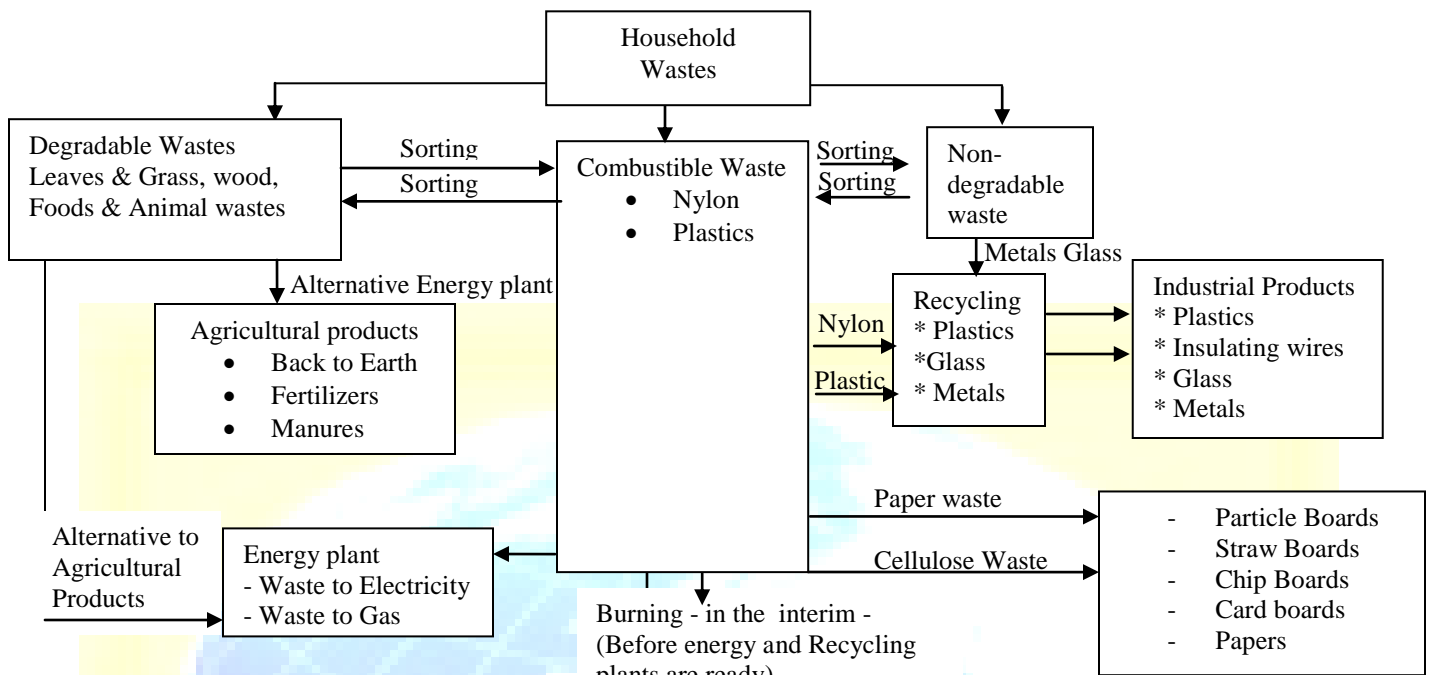 Household
Wastes
Degradable Wastes
Leaves & Grass, wood,
Foods & Animal wastes
Sorting
Sorting
Combustible Waste
• Nylon
• Plastics
Sorting
Sorting
Non-
degradable
waste
Metals Glass
Alternative Energy plant
Agricultural products
• Back to Earth
• Fertilizers
• Manures
Nylon
Plastic
Recycling
* Plastics
*Glass
* Metals
Industrial Products
* Plastics
* Insulating wires
* Glass
* Metals
Alternative to
Agricultural
Products
Energy plant
- Waste to Electricity
- Waste to Gas
Paper waste
Cellulose Waste
- Particle Boards
- Straw Boards
- Chip Boards
- Card boards
- Papers
Burning - in the interim -
(Before energy and Recycling
plants are ready)